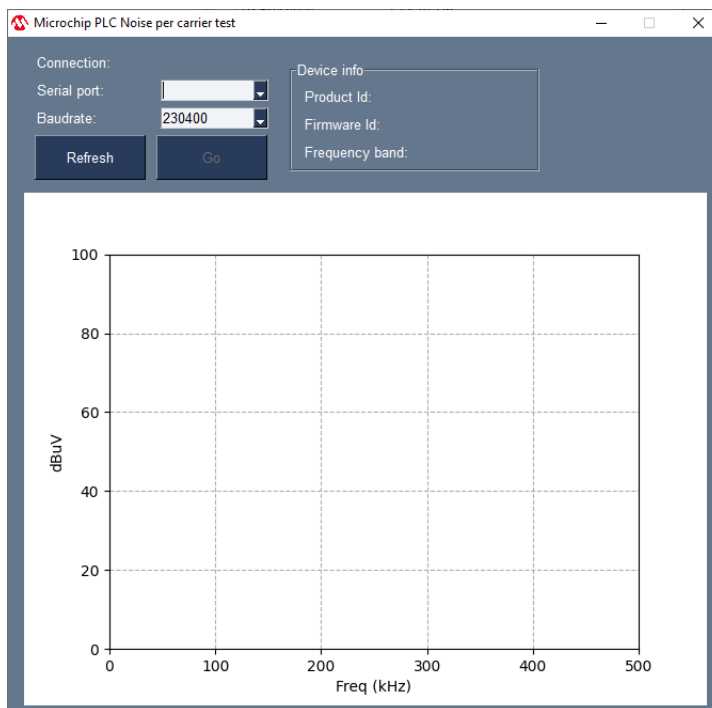 Microchip PLC Noise per carrier test
Connection:
Serial port:
Baudrate: 230400
Refresh Go
Device info
Product Id:
Firmware Id:
Frequency band:
100
80
60
40
20
0
dBuV
0 100 200 300 400 500
Freq (kHz)